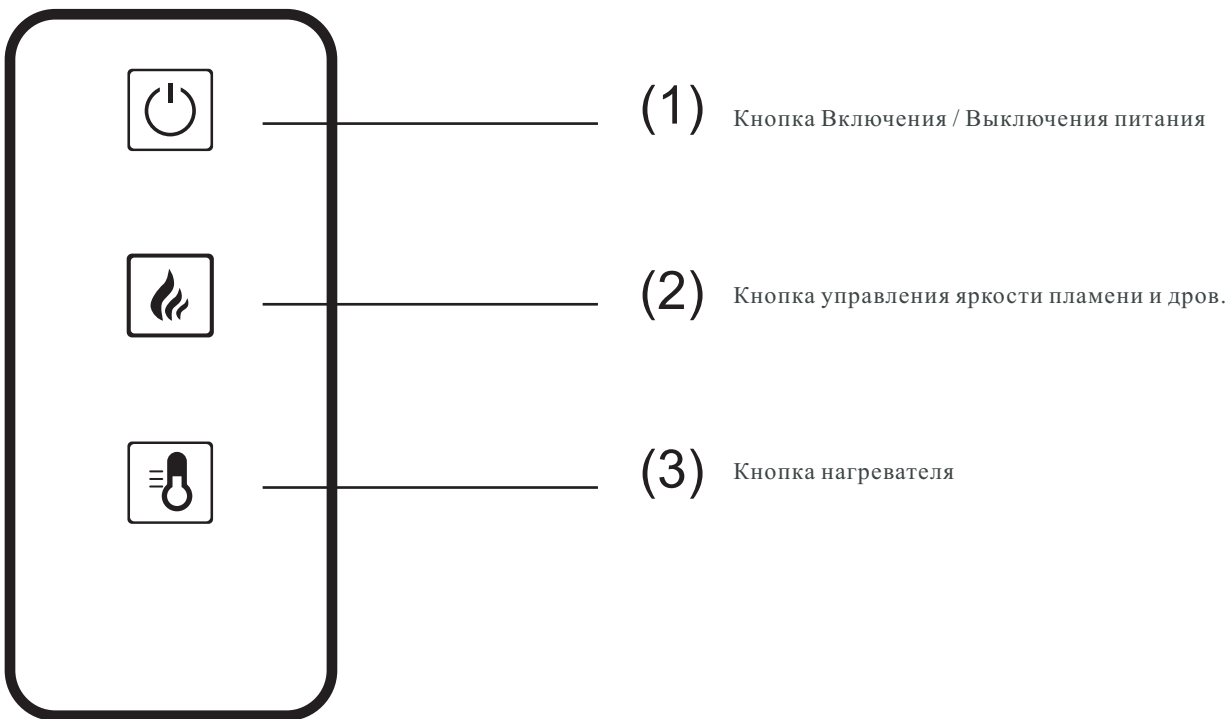 (1) Кнопка Включения / Выключения питания
(2) Кнопка управления яркости пламени и дров.
(3) Кнопка нагревателя